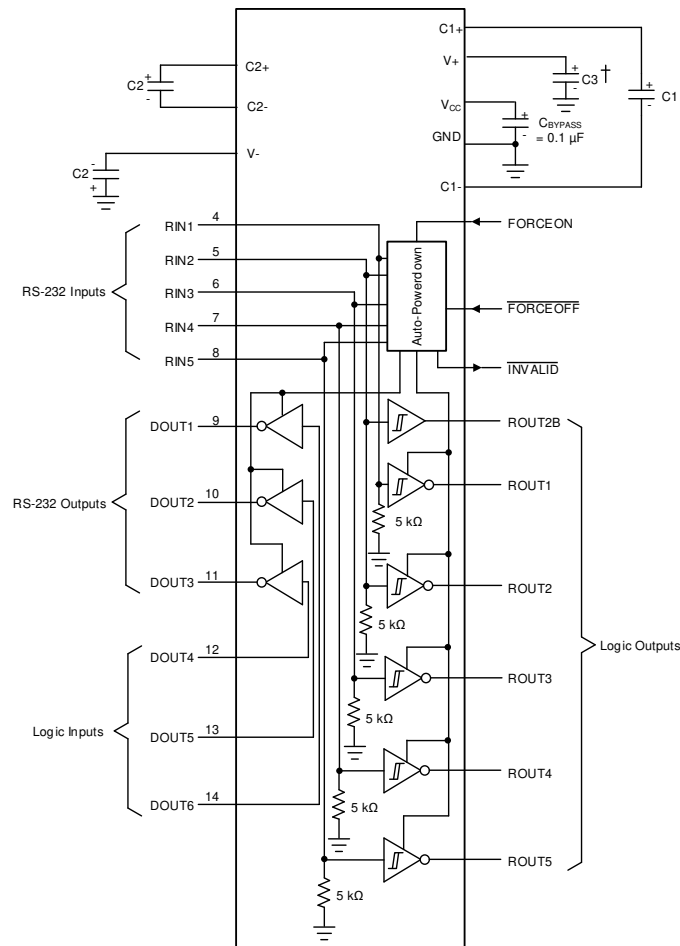 C1+
C2+
C2
+
-
C2-
V+
+
-
C3 †
+
-
C1
VCC
+
-
CBYPASS
= 0.1 µF
GND
V-
-
C2
+
C1-
RIN1 4
FORCEON
RIN2 5
RIN3 6
RS-232 Inputs
Auto-Powerdown
FORCEOFF
RIN4 7
RIN5 8
INVALID
DOUT1 9
ROUT2B
ROUT1
DOUT2 10
RS-232 Outputs
5 kΩ
DOUT3 11
ROUT2
5 kΩ
DOUT4 12
Logic Outputs
ROUT3
5 kΩ
Logic Inputs
DOUT5 13
ROUT4
DOUT6 14
5 kΩ
ROUT5
5 kΩ